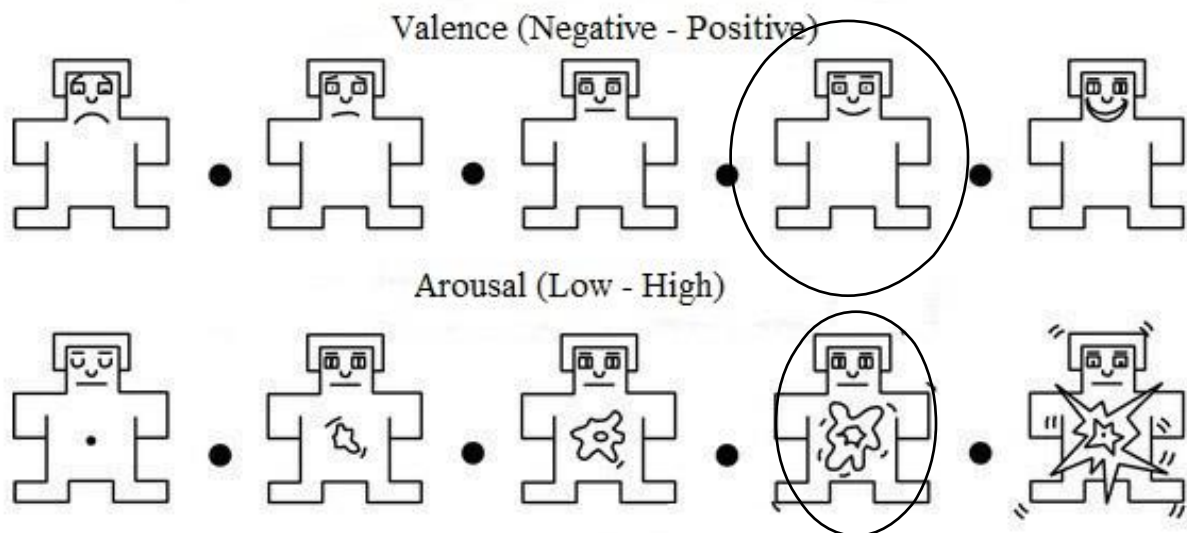 Valence (Negative - Positive)
Arousal (Low - High)